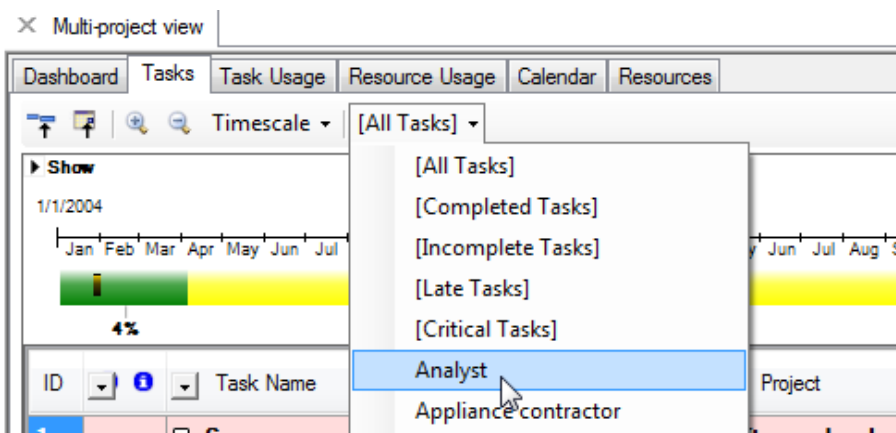 Multi-project view
Dashboard Tasks Task Usage Resource Usage Calendar Resources
Timescale [All Tasks]
Show
[All Tasks]
1/1/2004
[Completed Tasks]
Jan Feb Mar Apr May Jun Jul
[Incomplete Tasks]
Jun Jul Aug
[Late Tasks]
4%
[Critical Tasks]
Analyst
ID Task Name Project
Appliance contractor